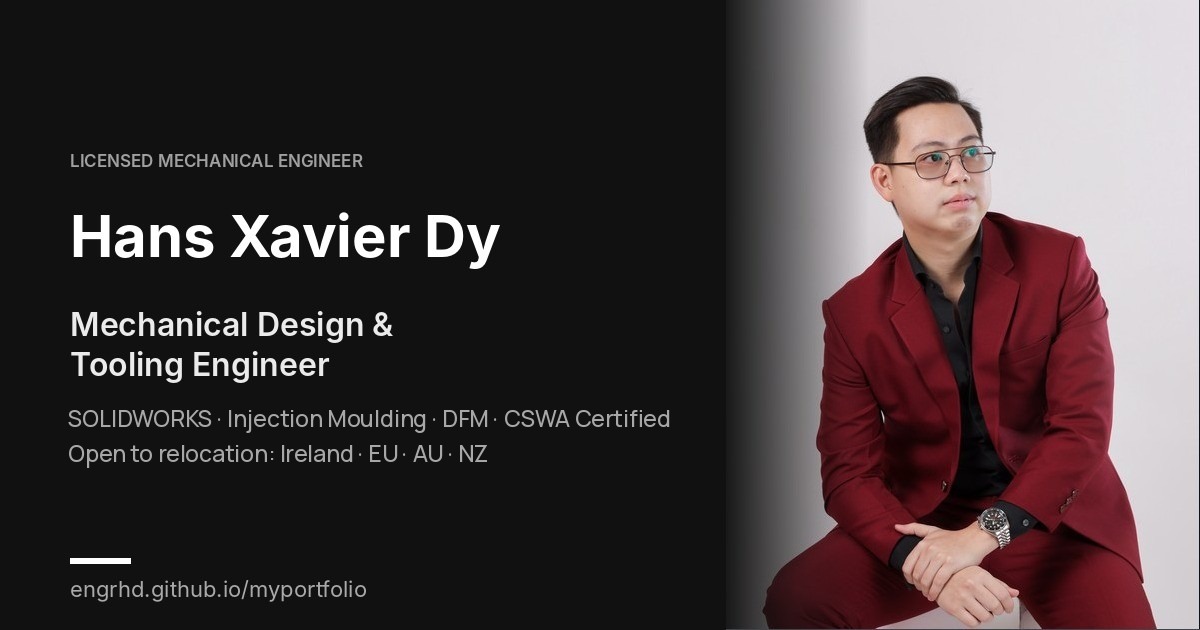 LICENSED MECHANICAL ENGINEER
Hans Xavier Dy
Mechanical Design &
Tooling Engineer
SOLIDWORKS · Injection Moulding · DFM · CSWA Certified
Open to relocation: Ireland · EU · AU · NZ
engrhd.github.io/myportfolio